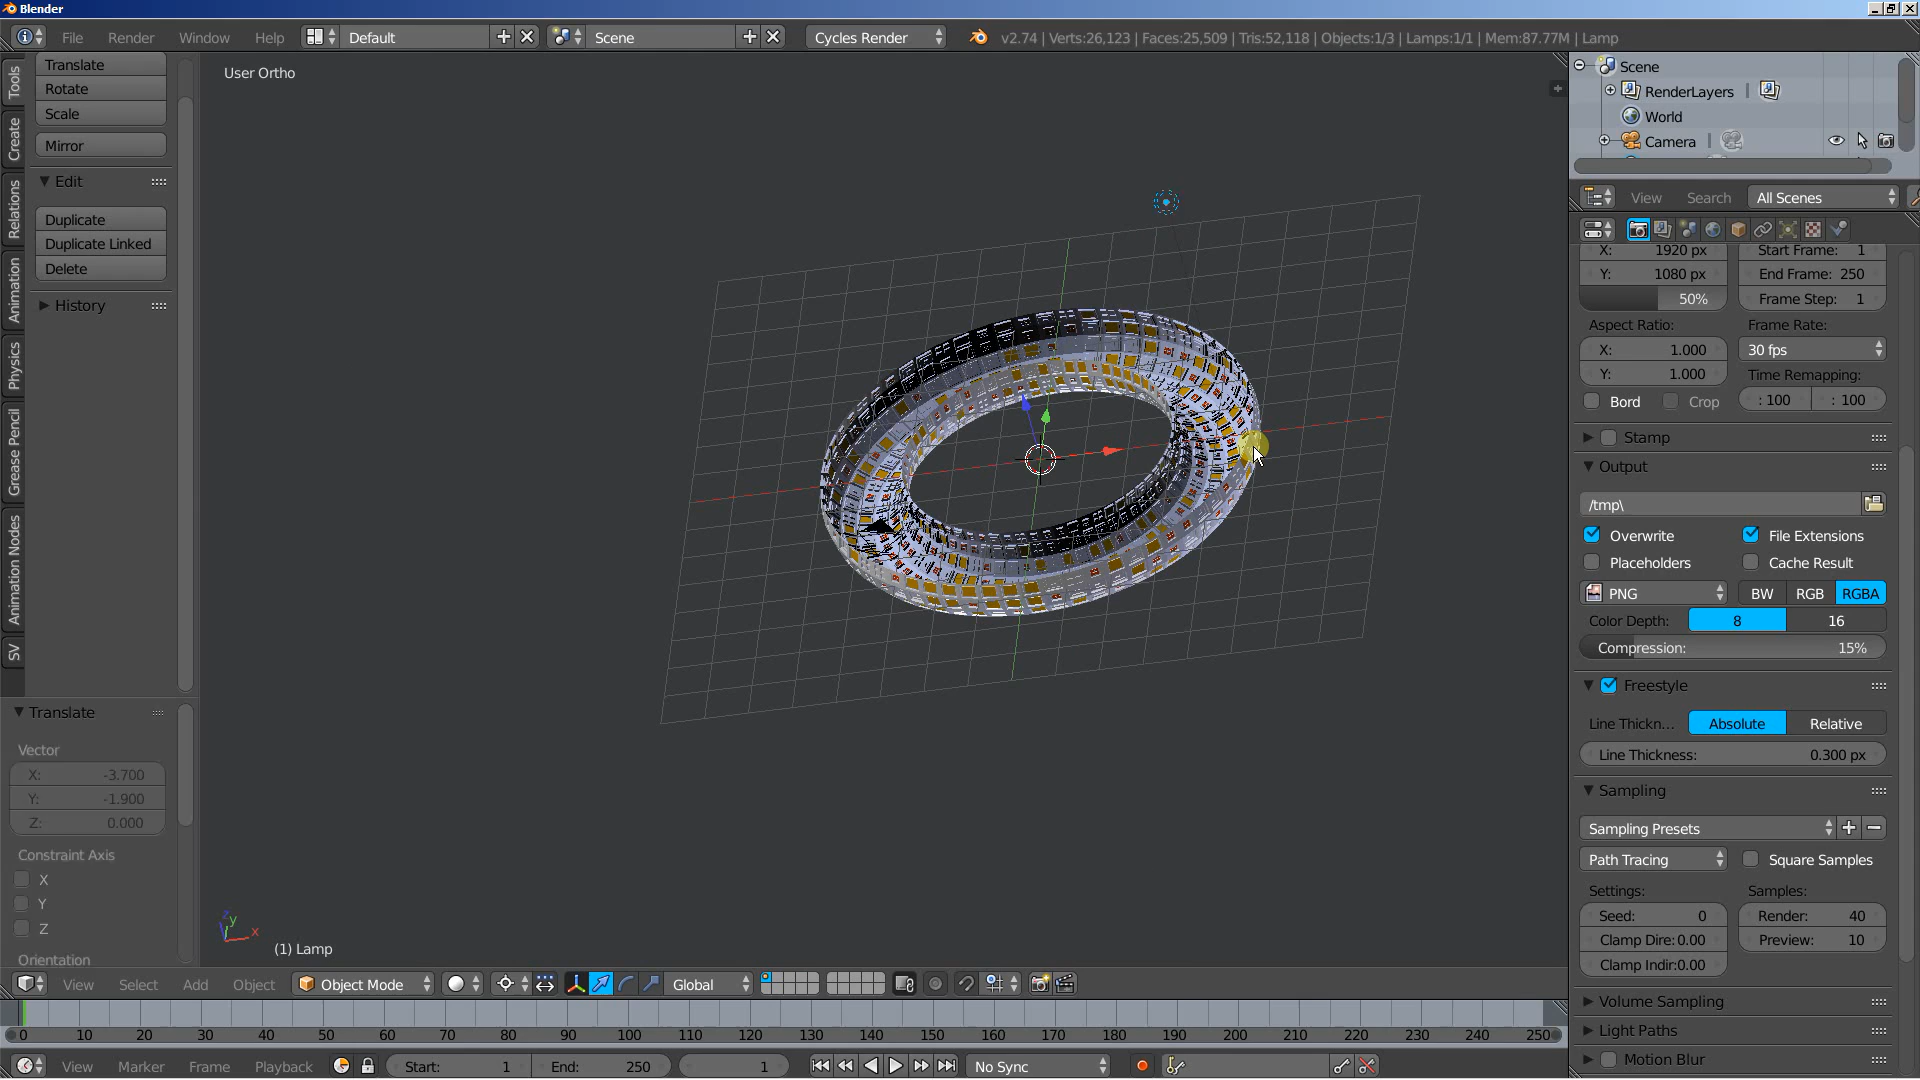 Blender
File Render Window Help Default Scene Cycles Render v2.74 | Verts:26,123 | Faces:25,509 | Tris:52,118 | Objects:1/3 | Lamps:1/1 | Mem:87.77M | Lamp
Tools
Create
Relations
Animation
Physics
Grease Pencil
Animation Nodes
SV
Translate
Rotate
Scale
Mirror
Edit
Duplicate
Duplicate Linked
Delete
History
Translate
Vector
X: -3.700
Y: -1.900
Z: 0.000
Constraint Axis
X
Y
Z
Orientation
User Ortho
z y x
(1) Lamp
View Select Add Object Object Mode Global
0 10 20 30 40 50 60 70 80 90 100 110 120 130 140 150 160 170 180 190 200 210 220 230 240 250
View Marker Frame Playback Start: 1 End: 250 1 No Sync
Scene
RenderLayers |
World
Camera |
View Search All Scenes
X: 1920 px Start Frame: 1
Y: 1080 px End Frame: 250
50% Frame Step: 1
Aspect Ratio: Frame Rate:
X: 1.000 30 fps
Y: 1.000 Time Remapping:
Bord Crop : 100 : 100
Stamp
Output
/tmp\
Overwrite File Extensions
Placeholders Cache Result
PNG BW RGB RGBA
Color Depth: 8 16
Compression: 15%
Freestyle
Line Thickn... Absolute Relative
Line Thickness: 0.300 px
Sampling
Sampling Presets
Path Tracing Square Samples
Settings: Samples:
Seed: 0 Render: 40
Clamp Dire:0.00 Preview: 10
Clamp Indir:0.00
Volume Sampling
Light Paths
Motion Blur